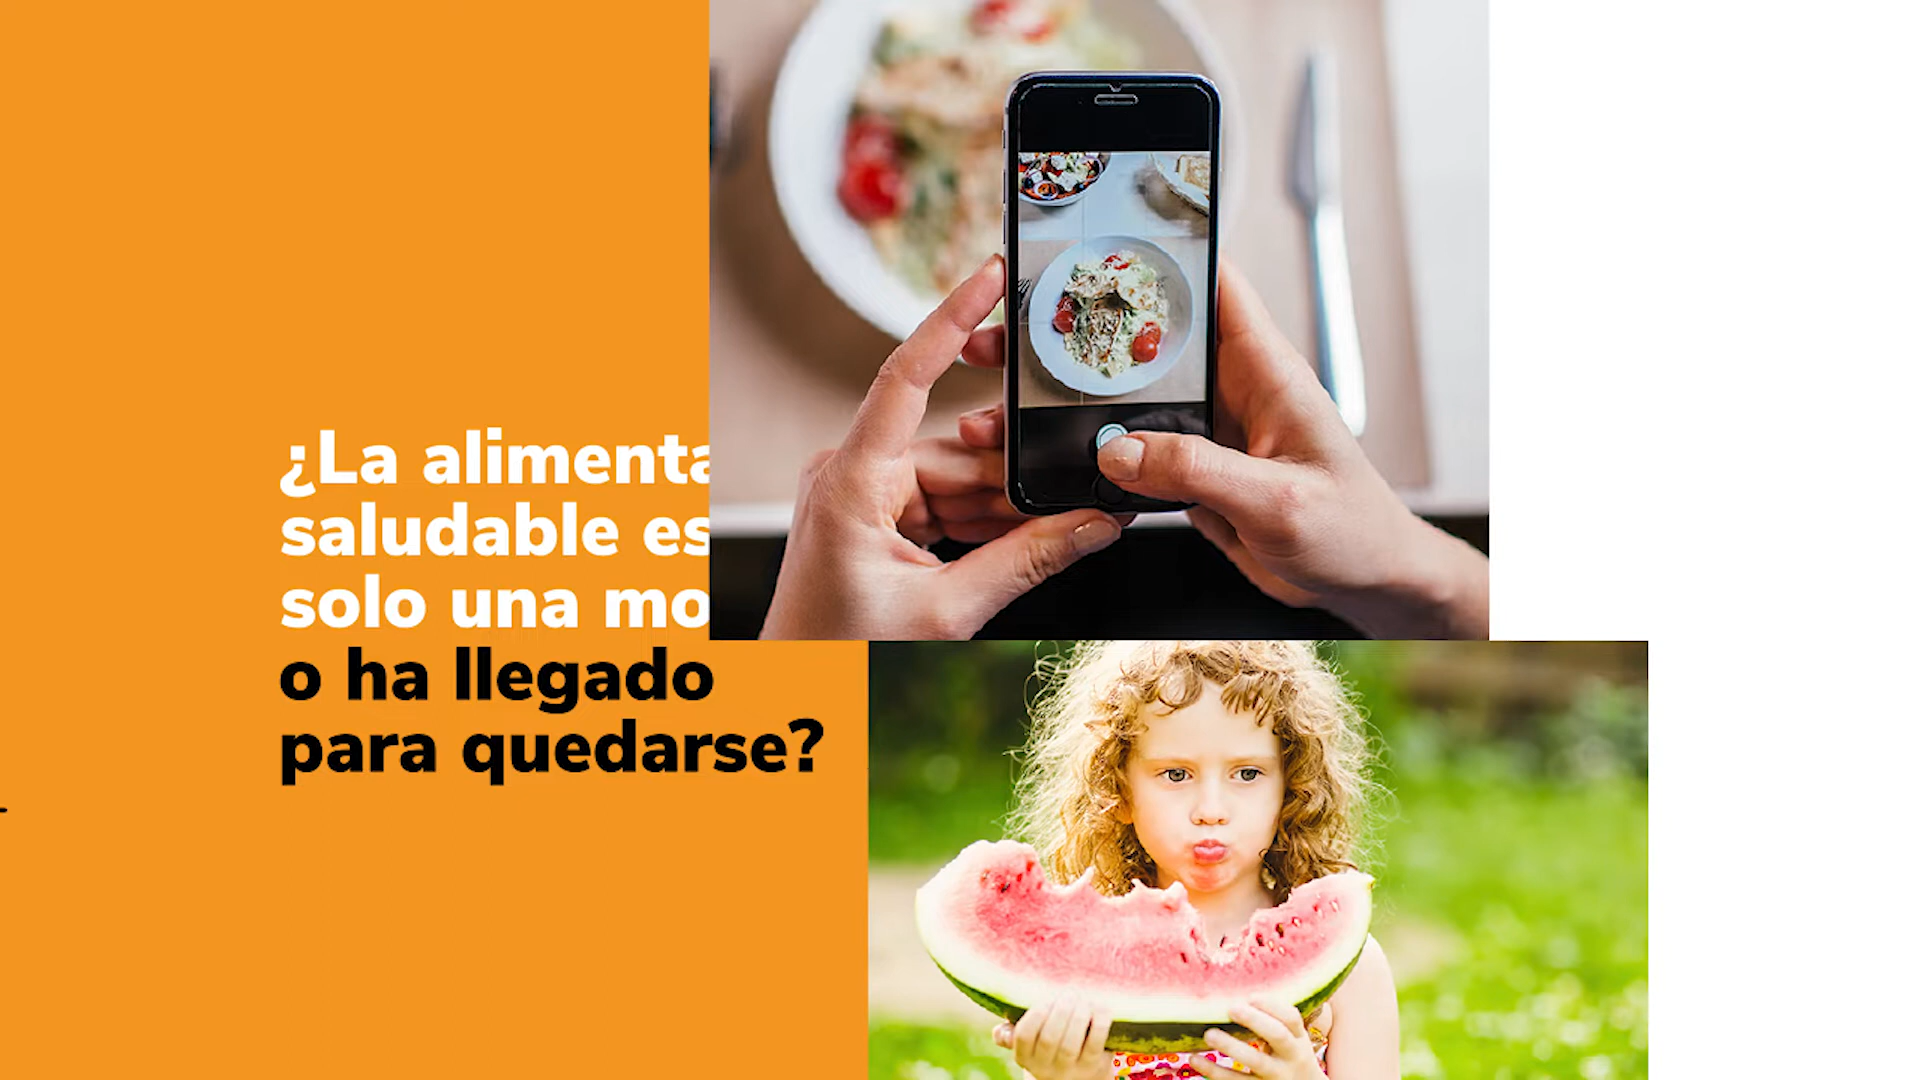 ¿La alimenta
saludable es
solo una mo
o ha llegado
para quedarse?